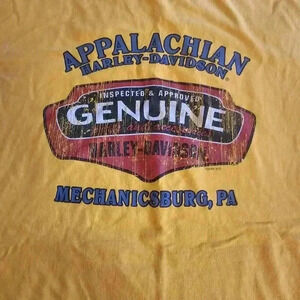 APPALACHIAN
HARLEY-DAVIDSON
INSPECTED & APPROVED
GENUINE
HARLEY-DAVIDSON
MECHANICSBURG, PA